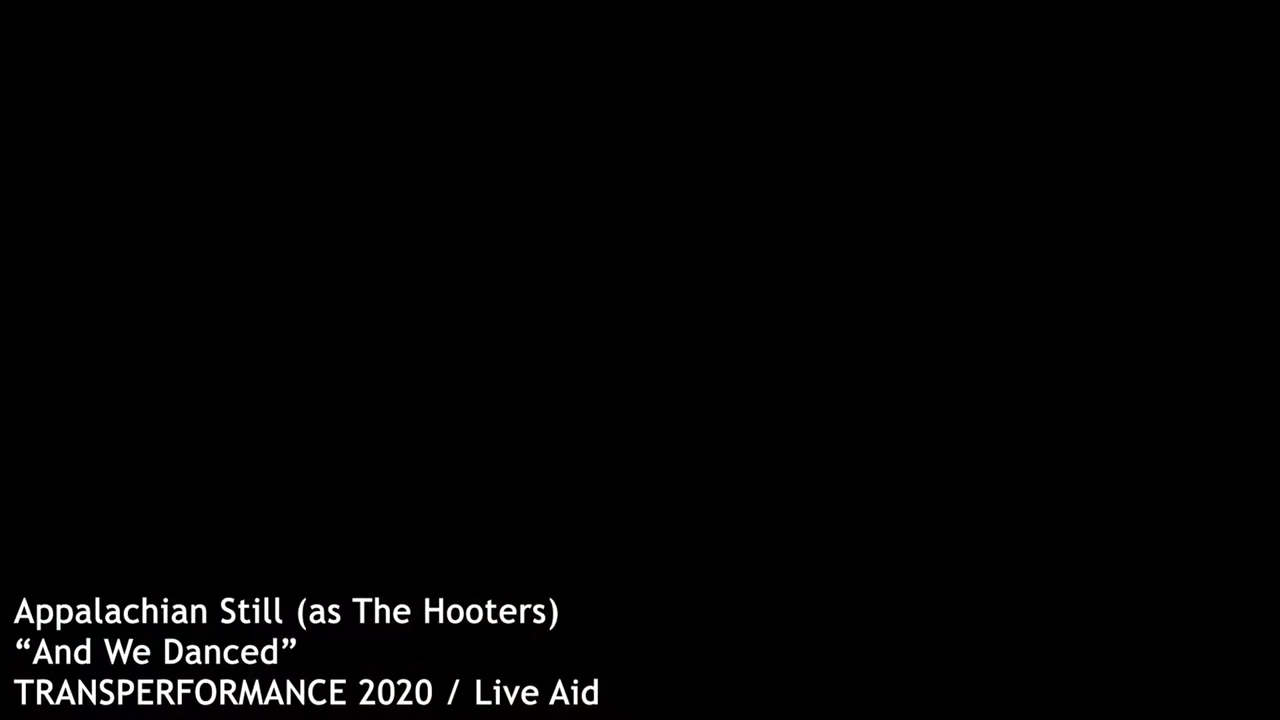 Appalachian Still (as The Hooters)
“And We Danced”
TRANSPERFORMANCE 2020 / Live Aid